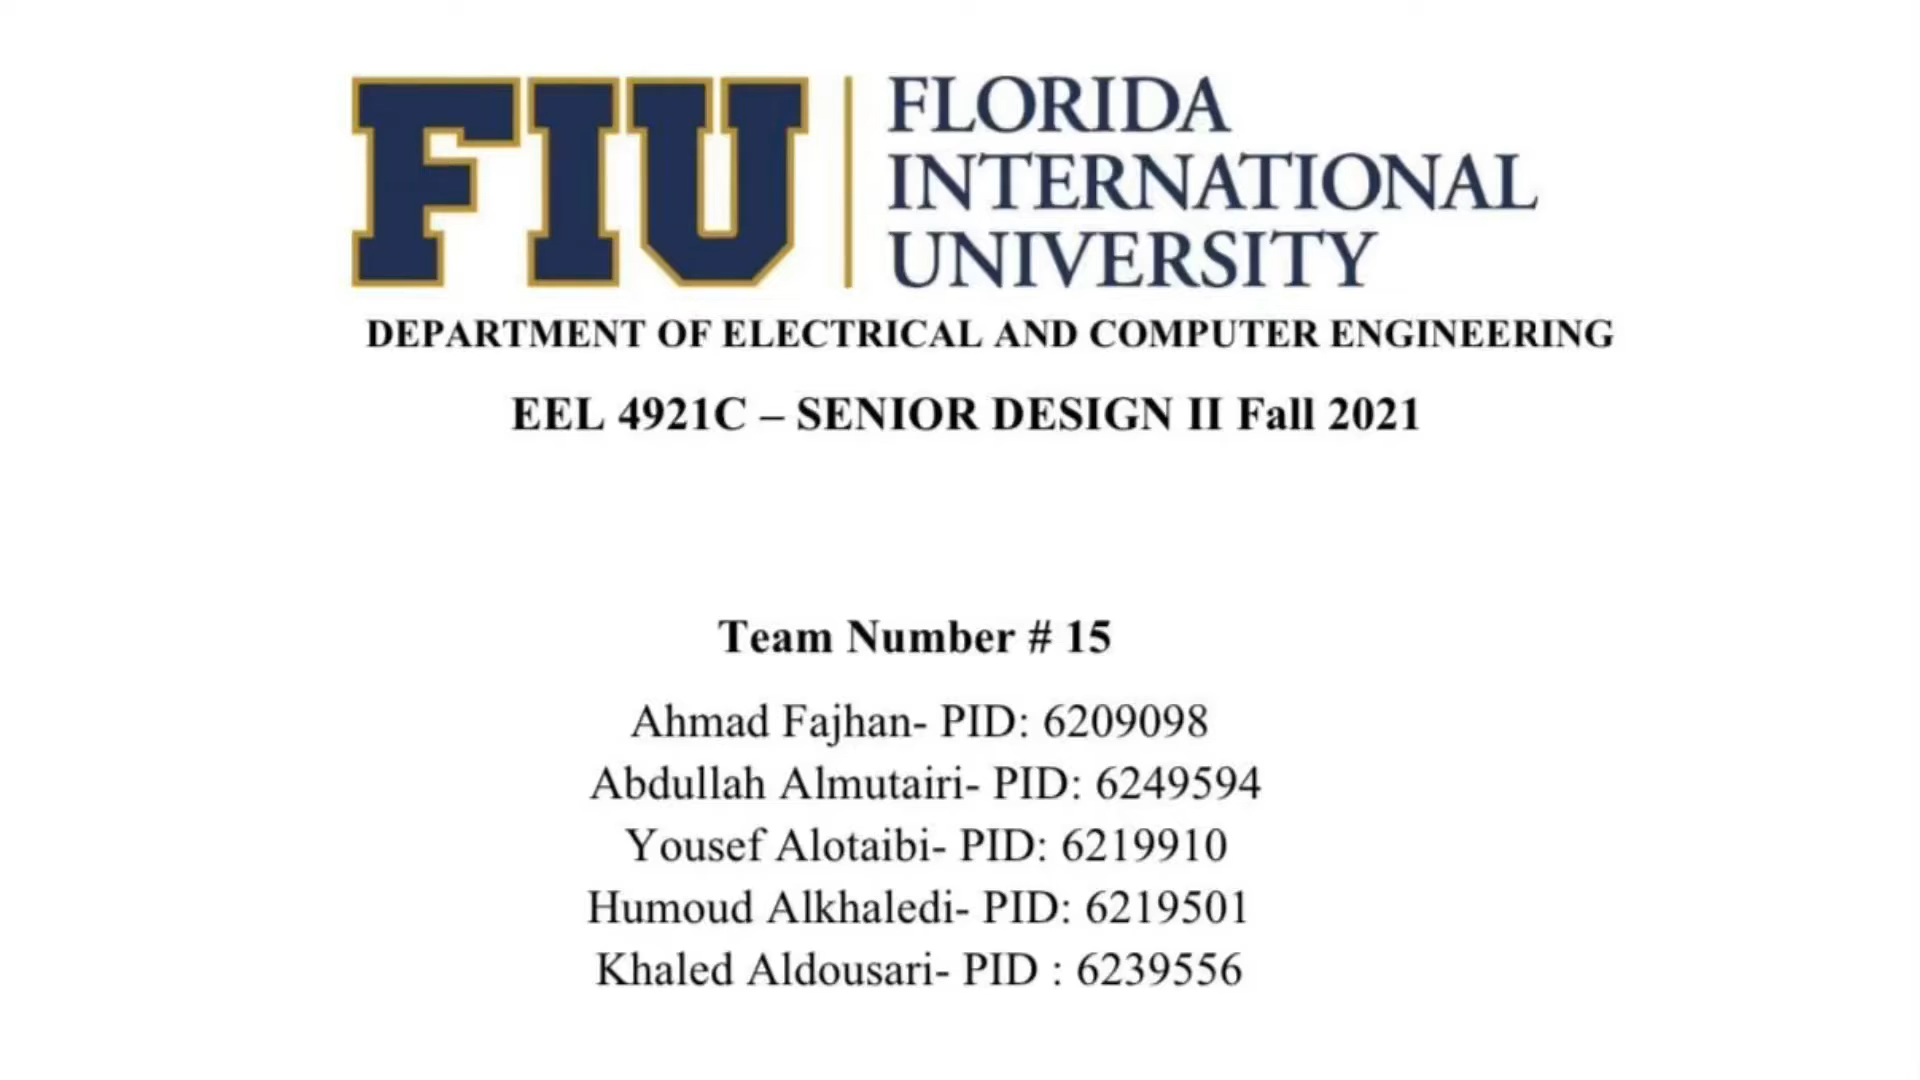 FIU
FLORIDA
INTERNATIONAL
UNIVERSITY
DEPARTMENT OF ELECTRICAL AND COMPUTER ENGINEERING
EEL 4921C – SENIOR DESIGN II Fall 2021
Team Number # 15
Ahmad Fajhan- PID: 6209098
Abdullah Almutairi- PID: 6249594
Yousef Alotaibi- PID: 6219910
Humoud Alkhaledi- PID: 6219501
Khaled Aldousari- PID : 6239556